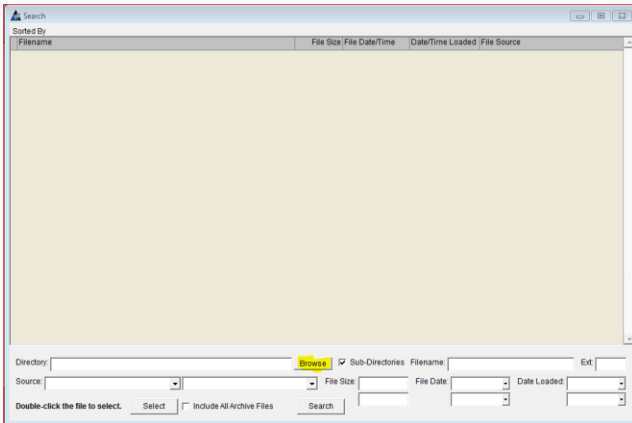 Search
Sorted By
Filename File Size File Date/Time Date/Time Loaded File Source
Directory: Browse Sub-Directories Filename: Ext:
Source: File Size: File Date: Date Loaded:
Double-click the file to select. Select Include All Archive Files Search